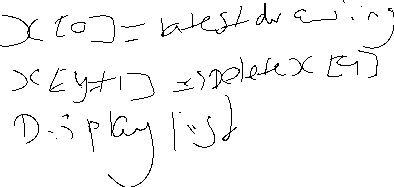 x[0] = latest drawing
x[y+1] => Delete x[y]
Display list